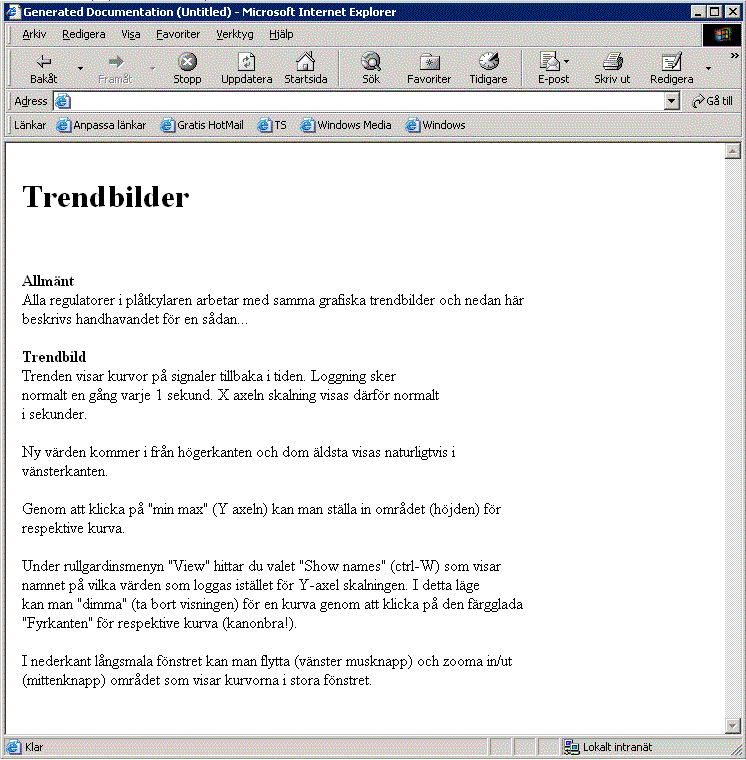 Generated Documentation (Untitled) - Microsoft Internet Explorer
Arkiv Redigera Visa Favoriter Verktyg Hjälp
Bakåt Framåt Stopp Uppdatera Startsida Sök Favoriter Tidigare E-post Skriv ut Redigera »
Adress Gå till
Länkar Anpassa länkar Gratis HotMail TS Windows Media Windows
Trendbilder
Allmänt
Alla regulatorer i plåtkylaren arbetar med samma grafiska trendbilder och nedan här
beskrivs handhavandet för en sådan...
Trendbild
Trenden visar kurvor på signaler tillbaka i tiden. Loggning sker
normalt en gång varje 1 sekund. X axeln skalning visas därför normalt
i sekunder.
Ny värden kommer i från högerkanten och dom äldsta visas naturligtvis i
vänsterkanten.
Genom att klicka på "min max" (Y axeln) kan man ställa in området (höjden) för
respektive kurva.
Under rullgardinsmenyn "View" hittar du valet "Show names" (ctrl-W) som visar
namnet på vilka värden som loggas istället för Y-axel skalningen. I detta läge
kan man "dimma" (ta bort visningen) för en kurva genom att klicka på den färgglada
"Fyrkanten" för respektive kurva (kanonbra!).
I nederkant långsmala fönstret kan man flytta (vänster musknapp) och zooma in/ut
(mittenknapp) området som visar kurvorna i stora fönstret.
Klar Lokalt intranät